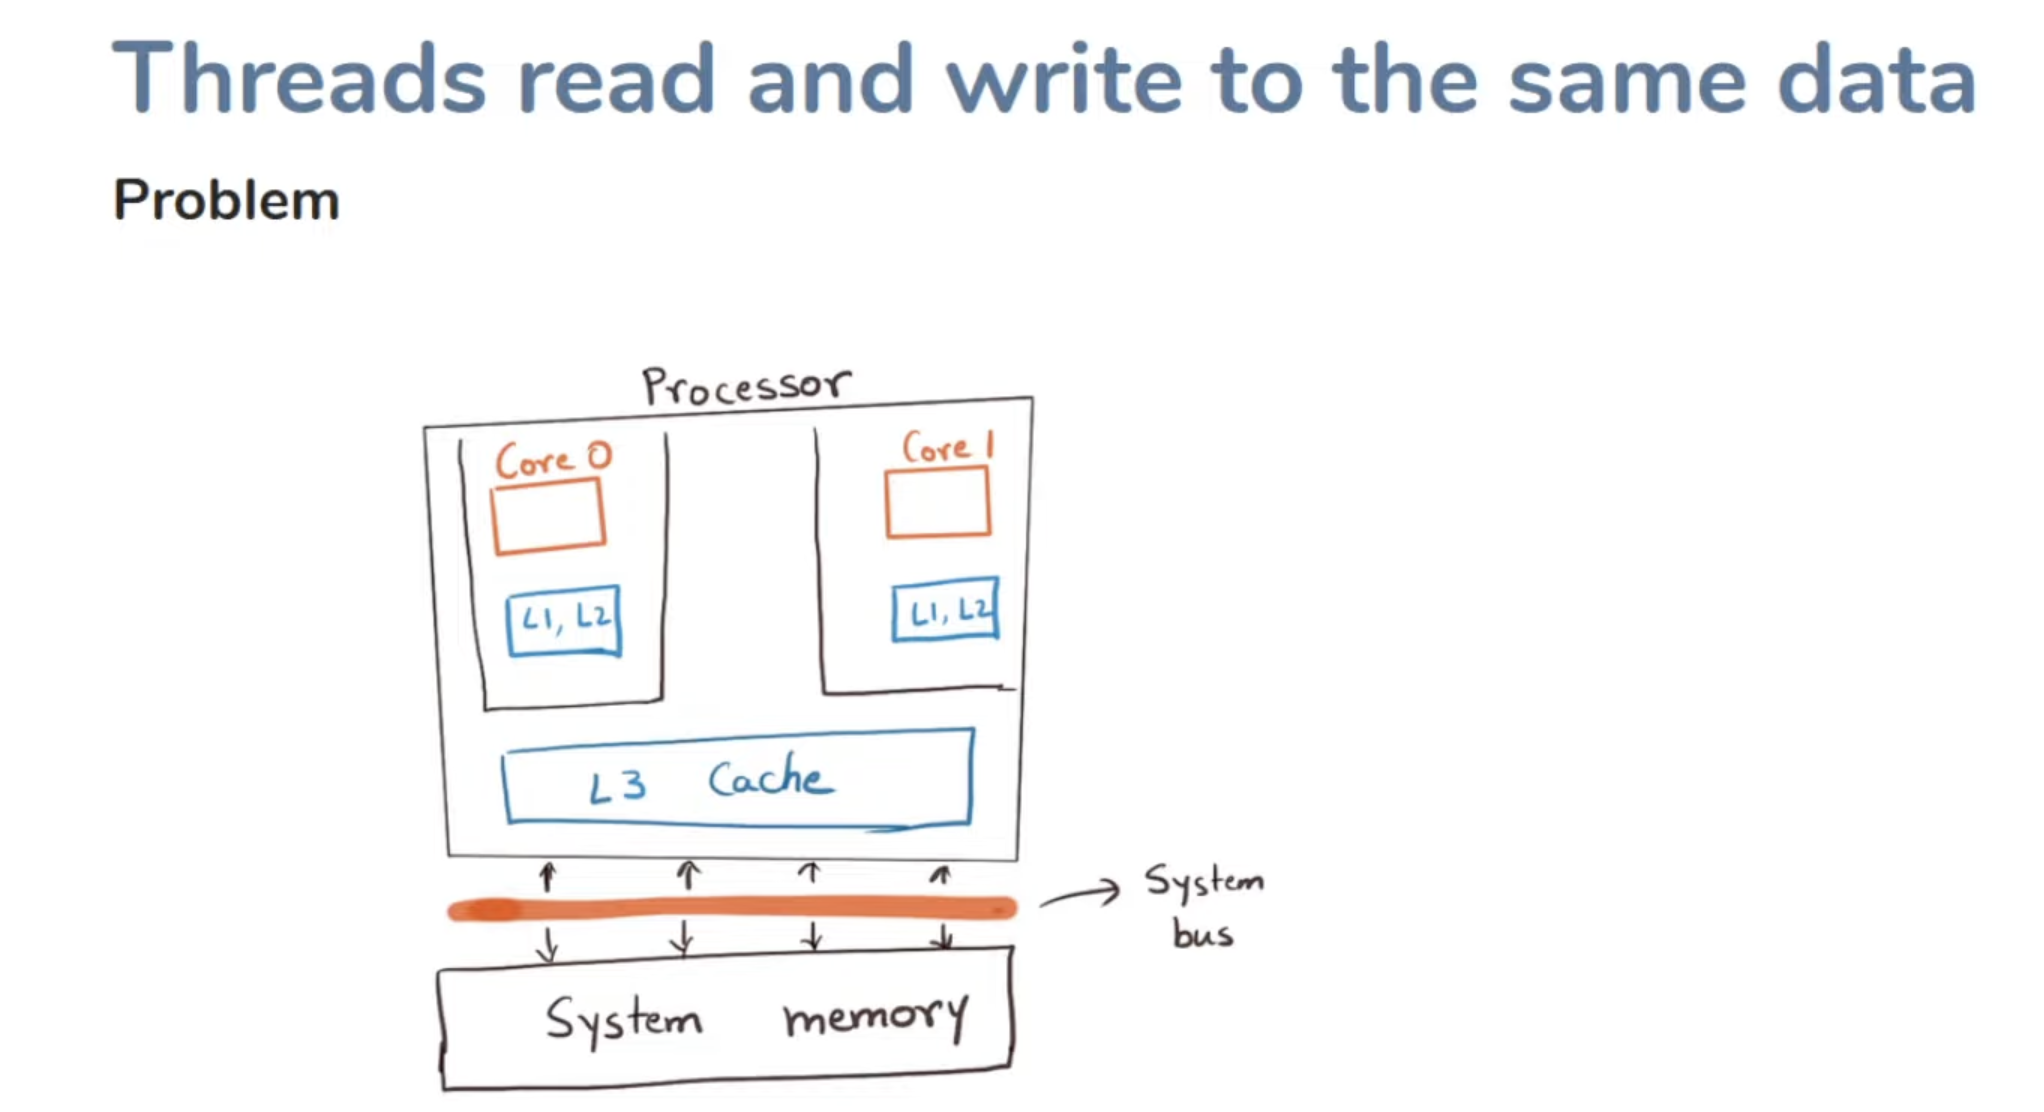 Threads read and write to the same data
Problem
Processor
Core 0
Core 1
L1, L2
L1, L2
L3 Cache
System
bus
System memory